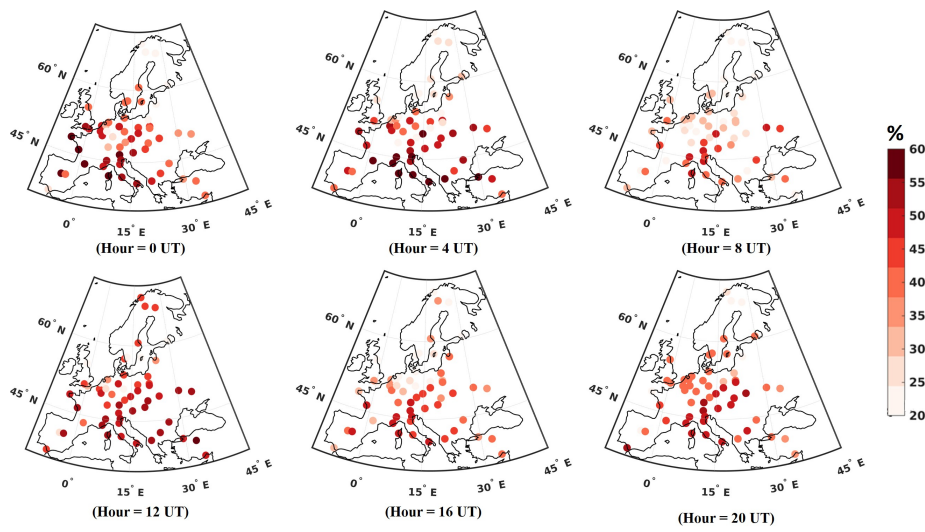 60° N
45° N
0°
15° E
30° E
45° E
(Hour = 0 UT)
60° N
45° N
0°
15° E
30° E
45° E
(Hour = 4 UT)
60° N
45° N
0°
15° E
30° E
45° E
(Hour = 8 UT)
%
60
55
50
45
40
35
30
25
20
60° N
45° N
0°
15° E
30° E
45° E
(Hour = 12 UT)
60° N
45° N
0°
15° E
30° E
45° E
(Hour = 16 UT)
60° N
45° N
0°
15° E
30° E
45° E
(Hour = 20 UT)